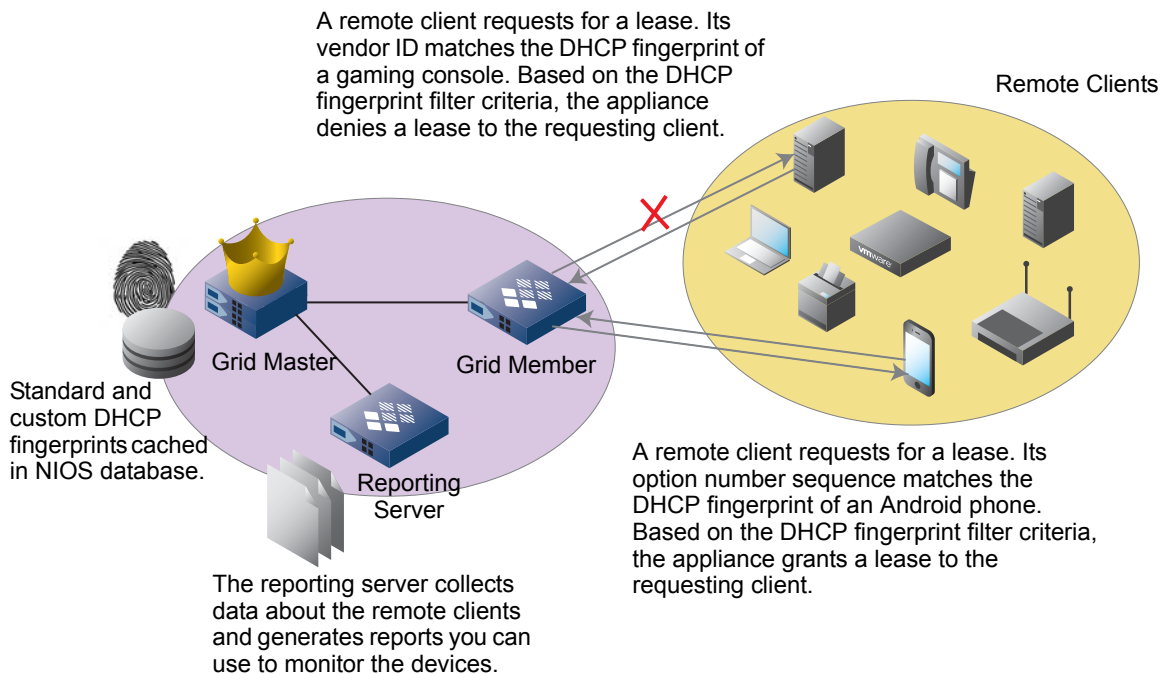 A remote client requests for a lease. Its
vendor ID matches the DHCP fingerprint of
a gaming console. Based on the DHCP
fingerprint filter criteria, the appliance
denies a lease to the requesting client.
Remote Clients
vmware
Grid Master
Grid Member
Standard and
custom DHCP
fingerprints cached
in NIOS database.
Reporting
Server
A remote client requests for a lease. Its
option number sequence matches the
DHCP fingerprint of an Android phone.
Based on the DHCP fingerprint filter criteria,
the appliance grants a lease to the
requesting client.
The reporting server collects
data about the remote clients
and generates reports you can
use to monitor the devices.